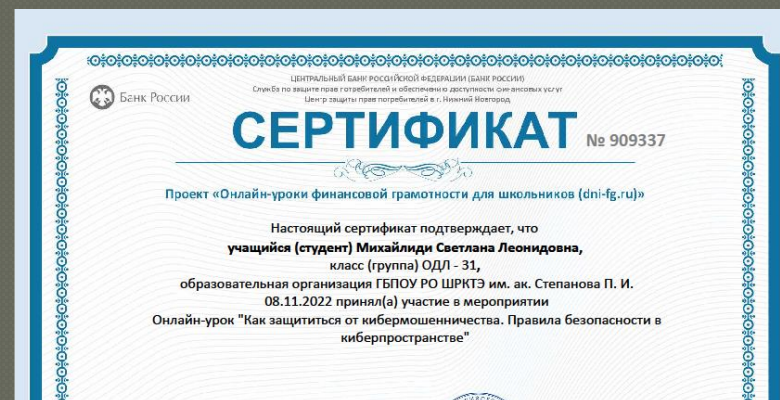 ЦЕНТРАЛЬНЫЙ БАНК РОССИЙСКОЙ ФЕДЕРАЦИИ (БАНК РОССИИ)
Служба по защите прав потребителей и обеспечению доступности финансовых услуг
Центр защиты прав потребителей в г. Нижний Новгород
Банк России
СЕРТИФИКАТ № 909337
Проект «Онлайн-уроки финансовой грамотности для школьников (dni-fg.ru)»
Настоящий сертификат подтверждает, что
учащийся (студент) Михайлиди Светлана Леонидовна,
класс (группа) ОДЛ - 31,
образовательная организация ГБПОУ РО ШРКТЭ им. ак. Степанова П. И.
08.11.2022 принял(а) участие в мероприятии
Онлайн-урок "Как защититься от кибермошенничества. Правила безопасности в
киберпространстве"